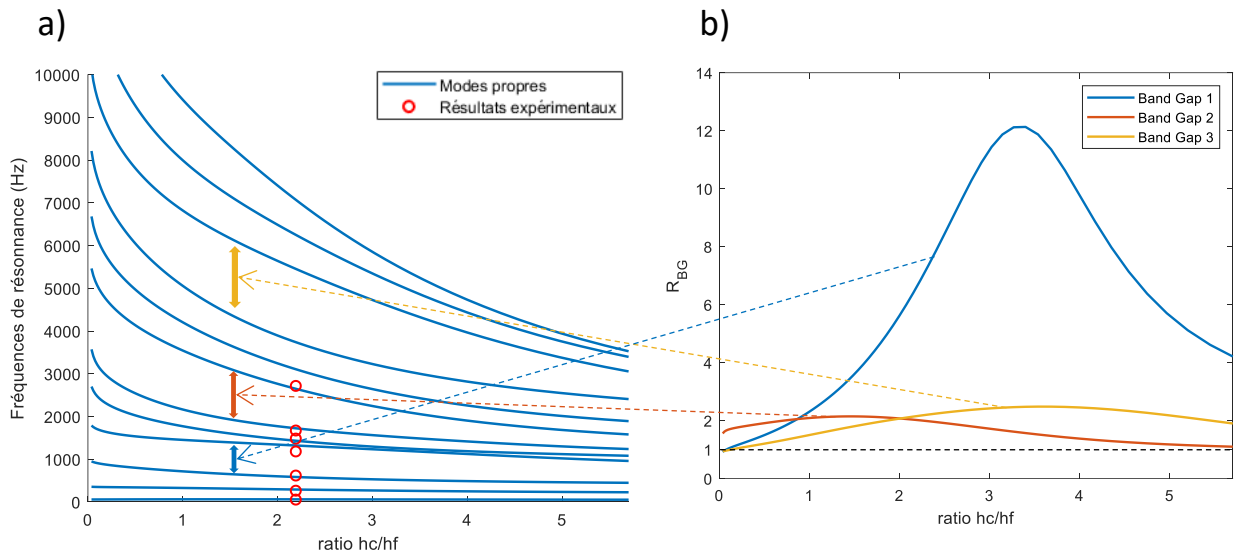 a)
10000
9000
8000
7000
6000
5000
4000
3000
2000
1000
0
Fréquences de résonnance (Hz)
0 1 2 3 4 5
ratio hc/hf
Modes propres
Résultats expérimentaux
b)
14
12
10
8
6
4
2
1
0
R_BG
0 1 2 3 4 5
ratio hc/hf
Band Gap 1
Band Gap 2
Band Gap 3